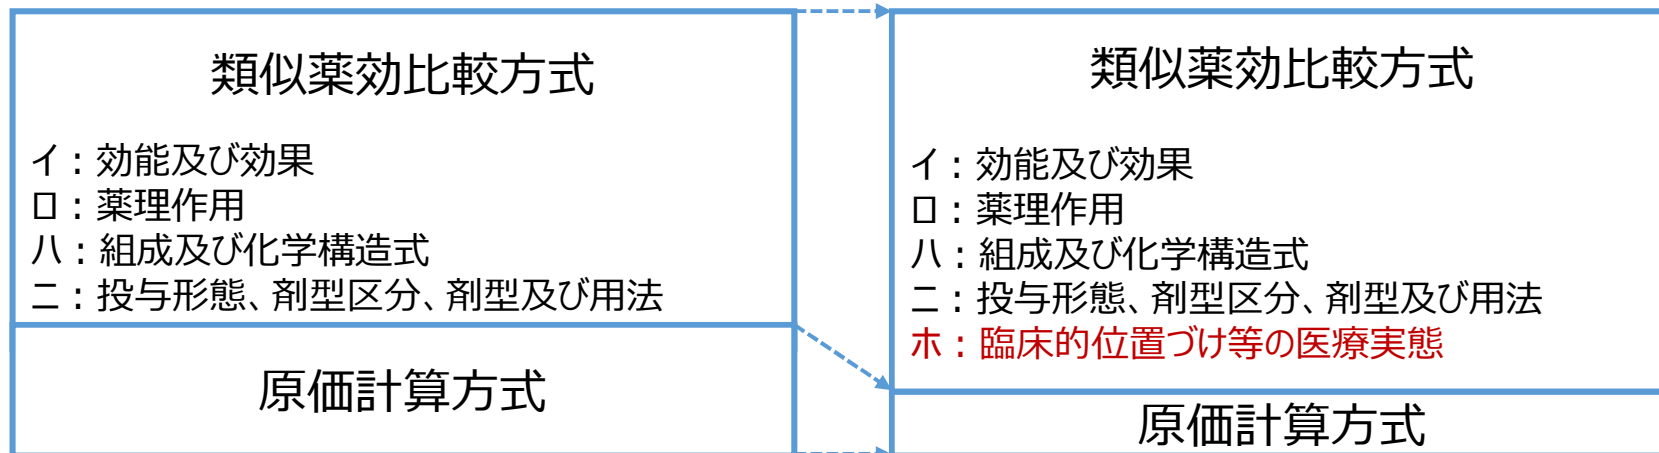 類似薬効比較方式
イ：効能及び効果
ロ：薬理作用
ハ：組成及び化学構造式
ニ：投与形態、剤型区分、剤型及び用法
原価計算方式
類似薬効比較方式
イ：効能及び効果
ロ：薬理作用
ハ：組成及び化学構造式
ニ：投与形態、剤型区分、剤型及び用法
ホ：臨床的位置づけ等の医療実態
原価計算方式